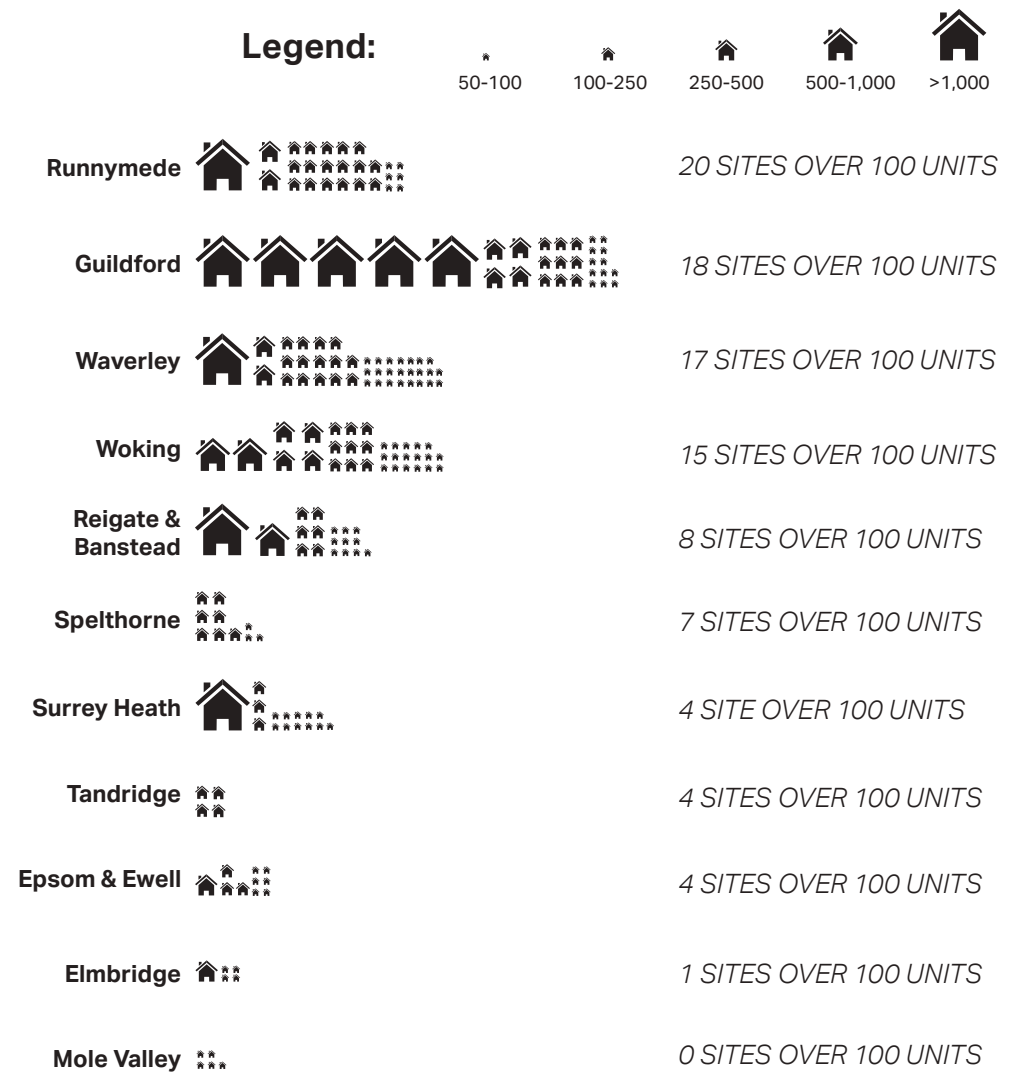 Legend:
50-100 100-250 250-500 500-1,000 >1,000
Runnymede 20 SITES OVER 100 UNITS
Guildford 18 SITES OVER 100 UNITS
Waverley 17 SITES OVER 100 UNITS
Woking 15 SITES OVER 100 UNITS
Reigate &
Banstead 8 SITES OVER 100 UNITS
Spelthorne 7 SITES OVER 100 UNITS
Surrey Heath 4 SITE OVER 100 UNITS
Tandridge 4 SITES OVER 100 UNITS
Epsom & Ewell 4 SITES OVER 100 UNITS
Elmbridge 1 SITES OVER 100 UNITS
Mole Valley 0 SITES OVER 100 UNITS